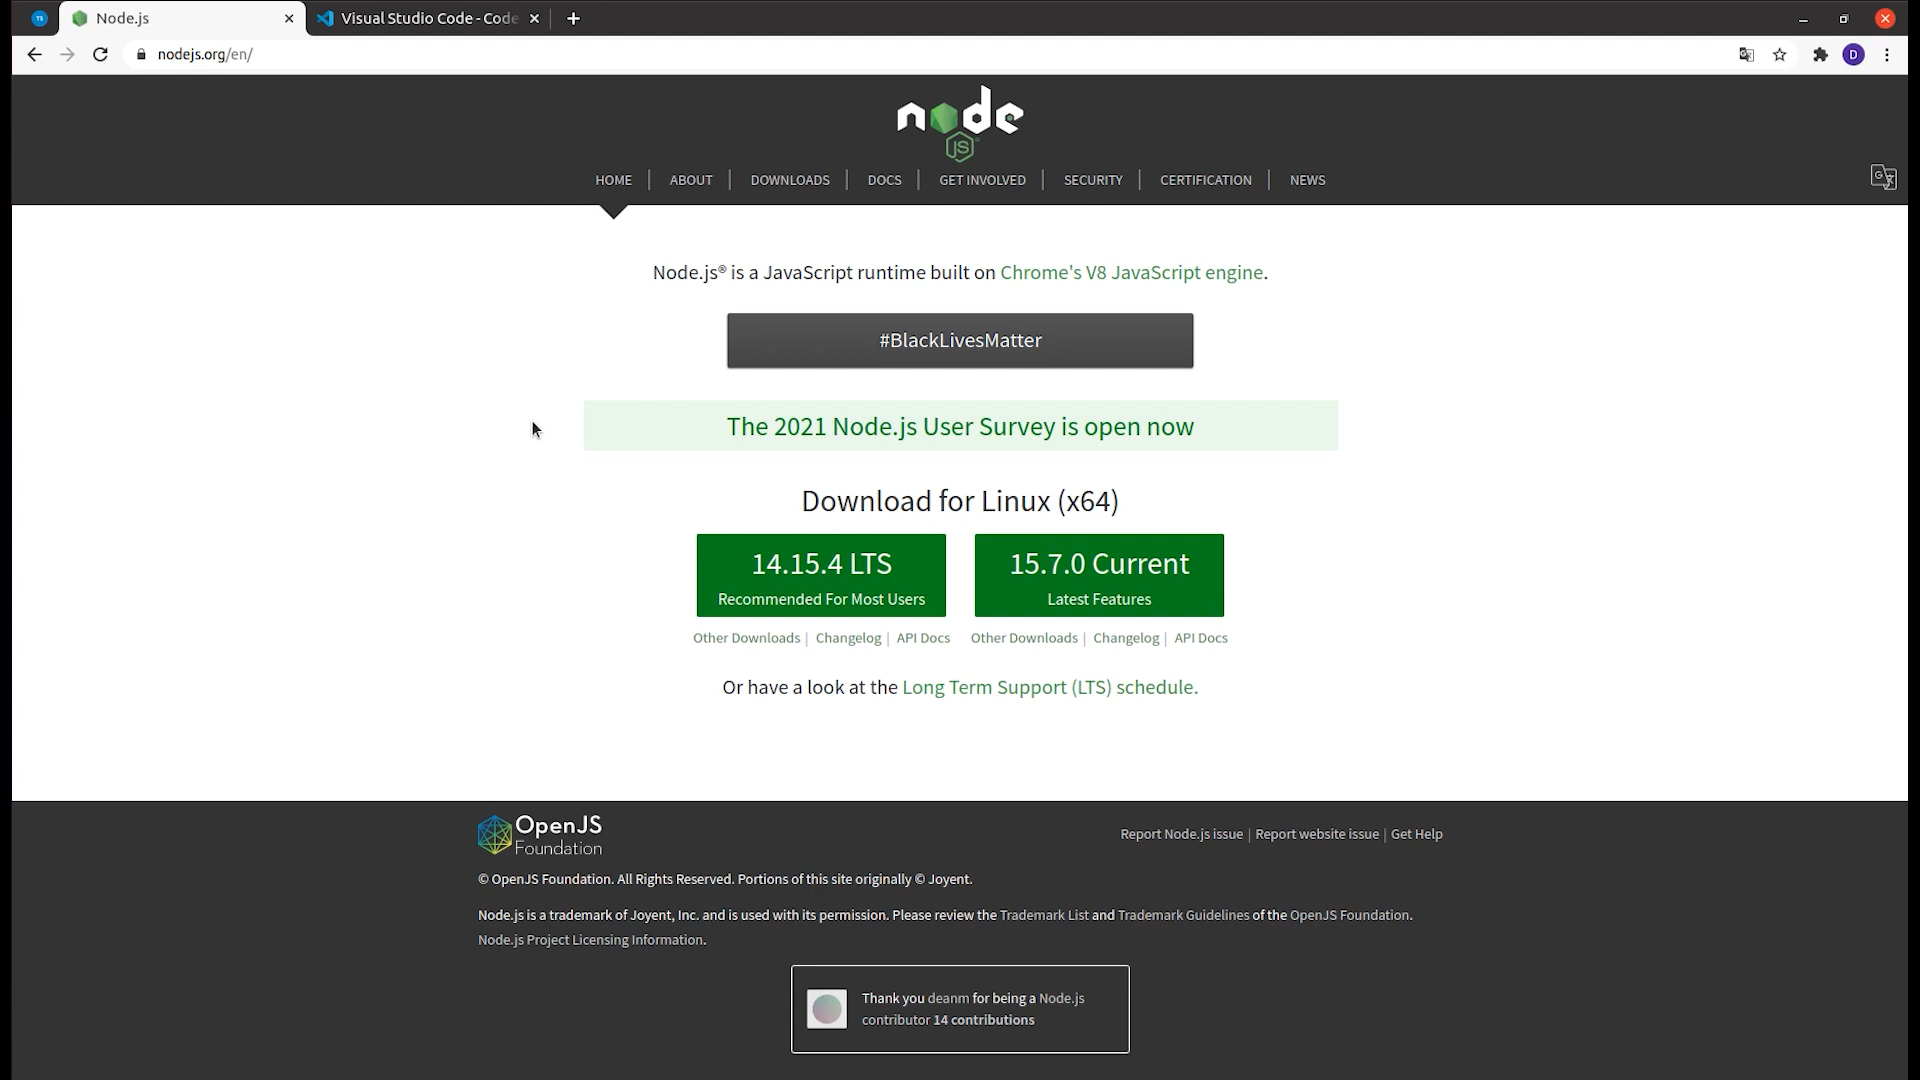 TS
Node.js
Visual Studio Code - Code
nodejs.org/en/
D
node
JS
HOME
ABOUT
DOWNLOADS
DOCS
GET INVOLVED
SECURITY
CERTIFICATION
NEWS
Node.js® is a JavaScript runtime built on Chrome's V8 JavaScript engine.
#BlackLivesMatter
The 2021 Node.js User Survey is open now
Download for Linux (x64)
14.15.4 LTS
Recommended For Most Users
15.7.0 Current
Latest Features
Other Downloads | Changelog | API Docs
Other Downloads | Changelog | API Docs
Or have a look at the Long Term Support (LTS) schedule.
OpenJS
Foundation
Report Node.js issue | Report website issue | Get Help
© OpenJS Foundation. All Rights Reserved. Portions of this site originally © Joyent.
Node.js is a trademark of Joyent, Inc. and is used with its permission. Please review the Trademark List and Trademark Guidelines of the OpenJS Foundation.
Node.js Project Licensing Information.
Thank you deanm for being a Node.js
contributor 14 contributions